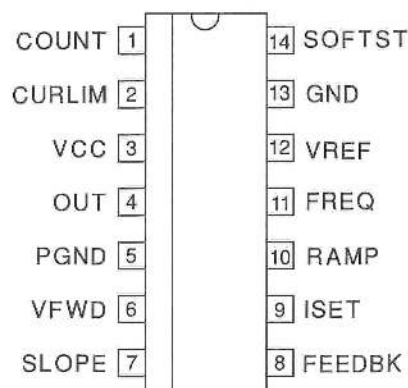 COUNT 1 14 SOFTST
CURLIM 2 13 GND
VCC 3 12 VREF
OUT 4 11 FREQ
PGND 5 10 RAMP
VFWD 6 9 ISET
SLOPE 7 8 FEEDBK